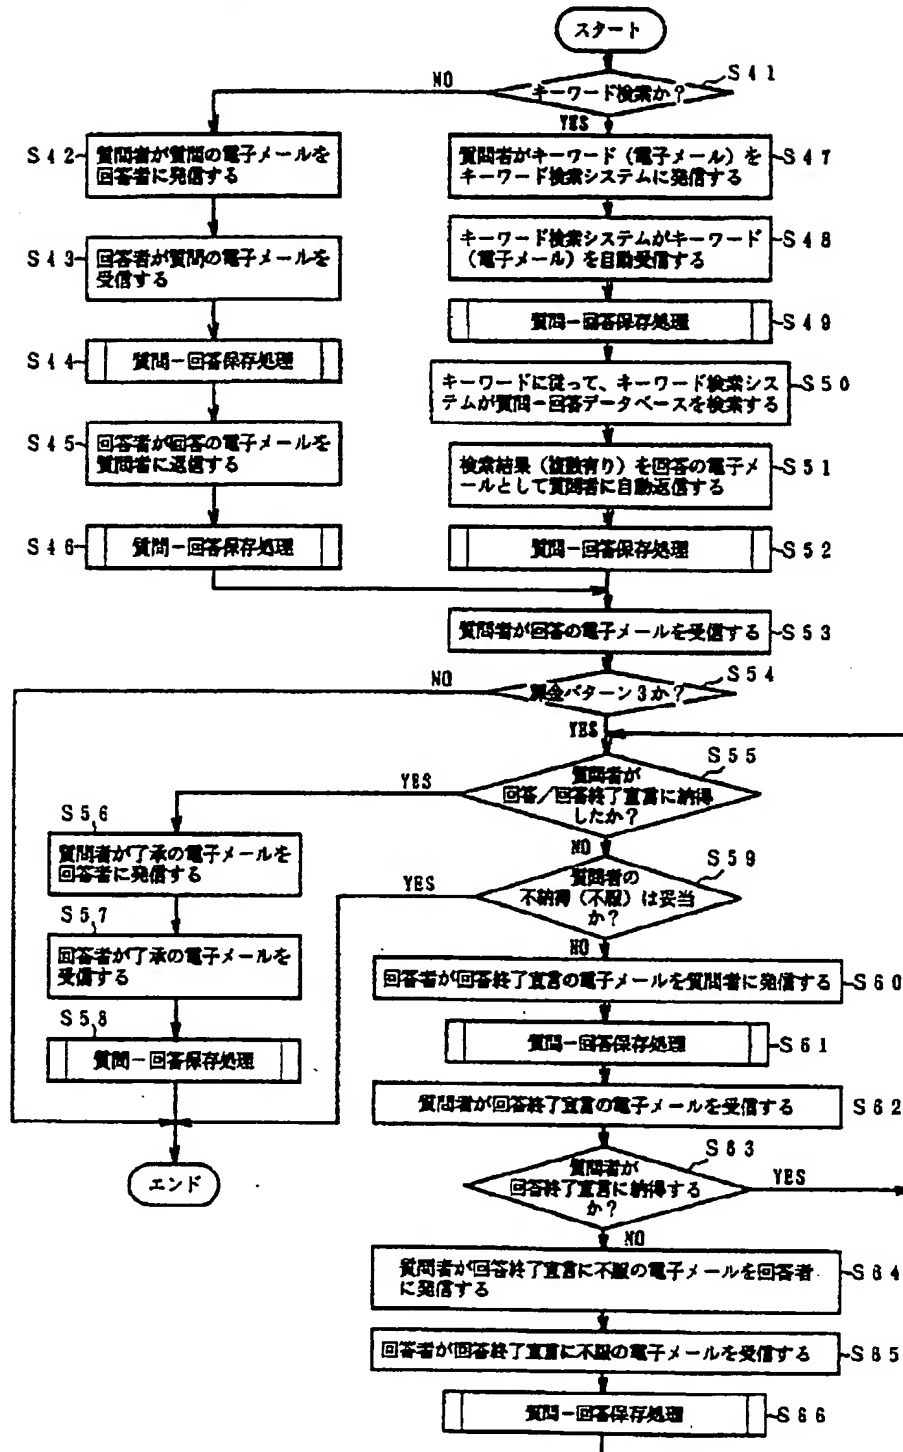 スタート
S41
キーワード検索か？
NO
YES
S42
質問者が質問の電子メールを
回答者に発信する
S43
回答者が質問の電子メールを
受信する
S44
質問－回答保存処理
S45
回答者が回答の電子メールを
質問者に返信する
S46
質問－回答保存処理
質問者がキーワード（電子メール）を
キーワード検索システムに発信する
S47
キーワード検索システムがキーワード
（電子メール）を自動受信する
S48
質問－回答保存処理
S49
キーワードに従って、キーワード検索シス
テムが質問－回答データベースを検索する
S50
検索結果（複数有り）を回答の電子メ
ールとして質問者に自動返信する
S51
質問－回答保存処理
S52
質問者が回答の電子メールを受信する
S53
S54
課金パターン3か？
NO
YES
S55
質問者が
回答／回答終了宣言に納得
したか？
YES
NO
S56
質問者が了承の電子メールを
回答者に発信する
S57
回答者が了承の電子メールを
受信する
S58
質問－回答保存処理
エンド
S59
質問者の
不納得（不服）は妥当
か？
YES
NO
回答者が回答終了宣言の電子メールを質問者に発信する
S60
質問－回答保存処理
S61
質問者が回答終了宣言の電子メールを受信する
S62
S63
質問者が
回答終了宣言に納得する
か？
YES
NO
質問者が回答終了宣言に不服の電子メールを回答者
に発信する
S64
回答者が回答終了宣言に不服の電子メールを受信する
S65
質問－回答保存処理
S66